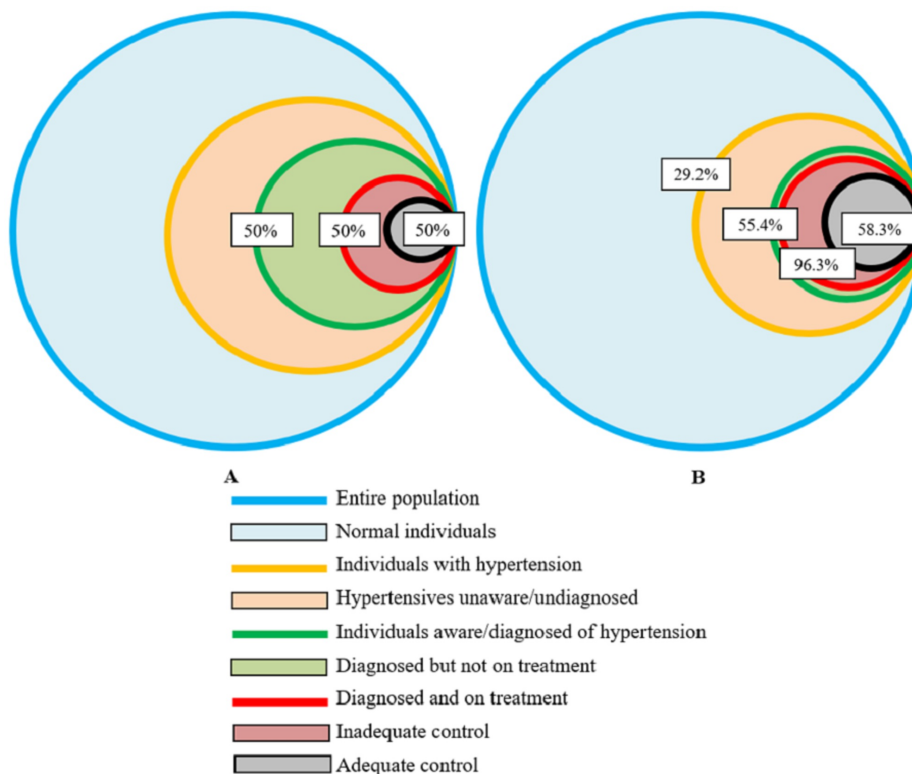 29.2%
50%
50%
50%
55.4%
58.3%
96.3%
A
B
Entire population
Normal individuals
Individuals with hypertension
Hypertensives unaware/undiagnosed
Individuals aware/diagnosed of hypertension
Diagnosed but not on treatment
Diagnosed and on treatment
Inadequate control
Adequate control